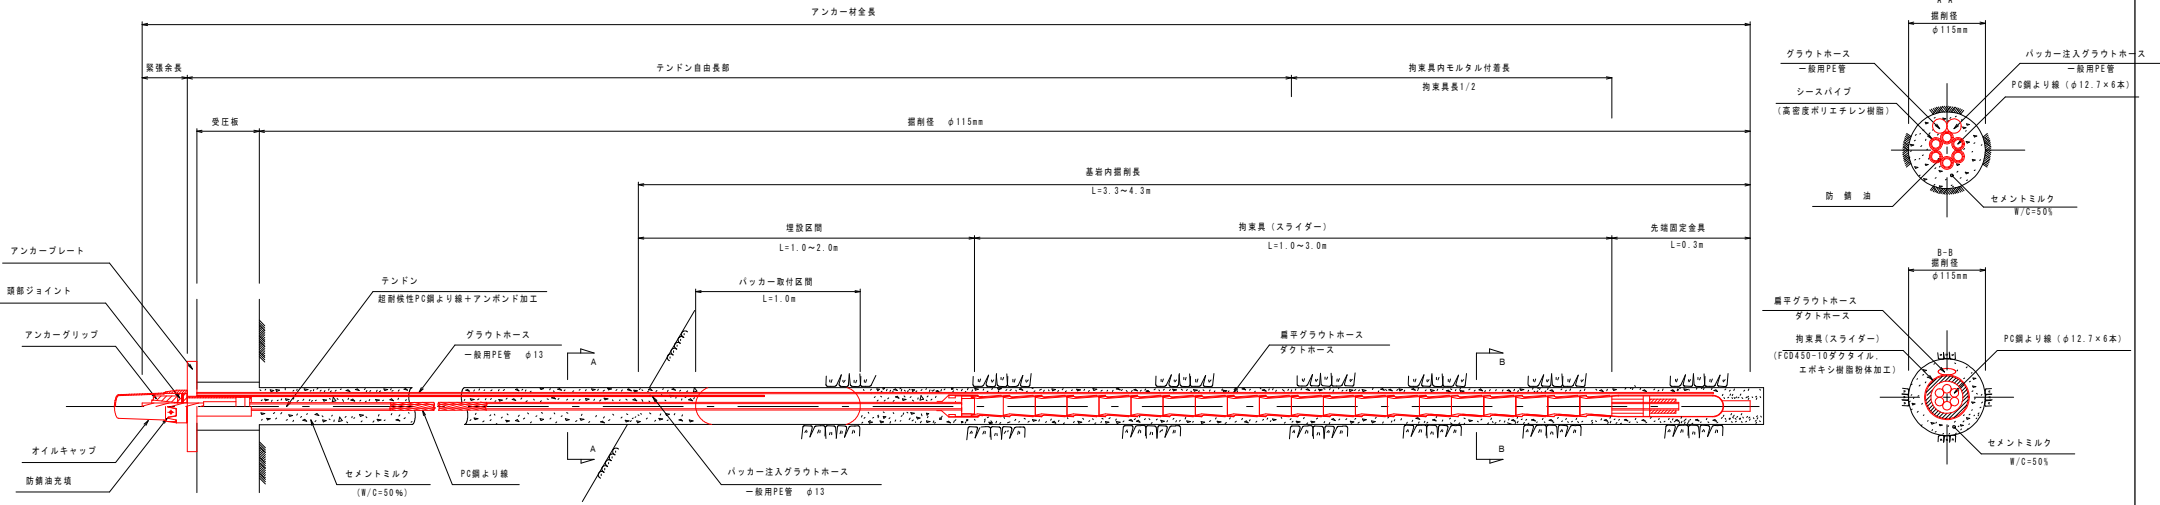 アンカー材全長
緊張余長
テンドン自由長部
拘束具内モルタル付着長
拘束具長1/2
受圧板
掘削径 φ115mm
基岩内掘削長
L=3.3~4.3m
埋設区間
L=1.0~2.0m
拘束具(スライダー)
L=1.0~3.0m
先端固定金具
L=0.3m
パッカー取付区間
L=1.0m
アンカープレート
頭部ジョイント
アンカーグリップ
オイルキャップ
防錆油充填
テンドン
超耐候性PC鋼より線+アンボンド加工
グラウトホース
一般用PE管 φ13
扁平グラウトホース
ダクトホース
A
A
B
B
セメントミルク
(W/C=50%)
PC鋼より線
パッカー注入グラウトホース
一般用PE管 φ13
A-A
掘削径
φ115mm
グラウトホース
一般用PE管
シースパイプ
(高密度ポリエチレン樹脂)
パッカー注入グラウトホース
一般用PE管
PC鋼より線(φ12.7×6本)
防 錆 油
セメントミルク
W/C=50%
B-B
掘削径
φ115mm
扁平グラウトホース
ダクトホース
拘束具(スライダー)
(FCD450-10ダクタイル,
エポキシ樹脂粉体加工)
PC鋼より線(φ12.7×6本)
セメントミルク
W/C=50%